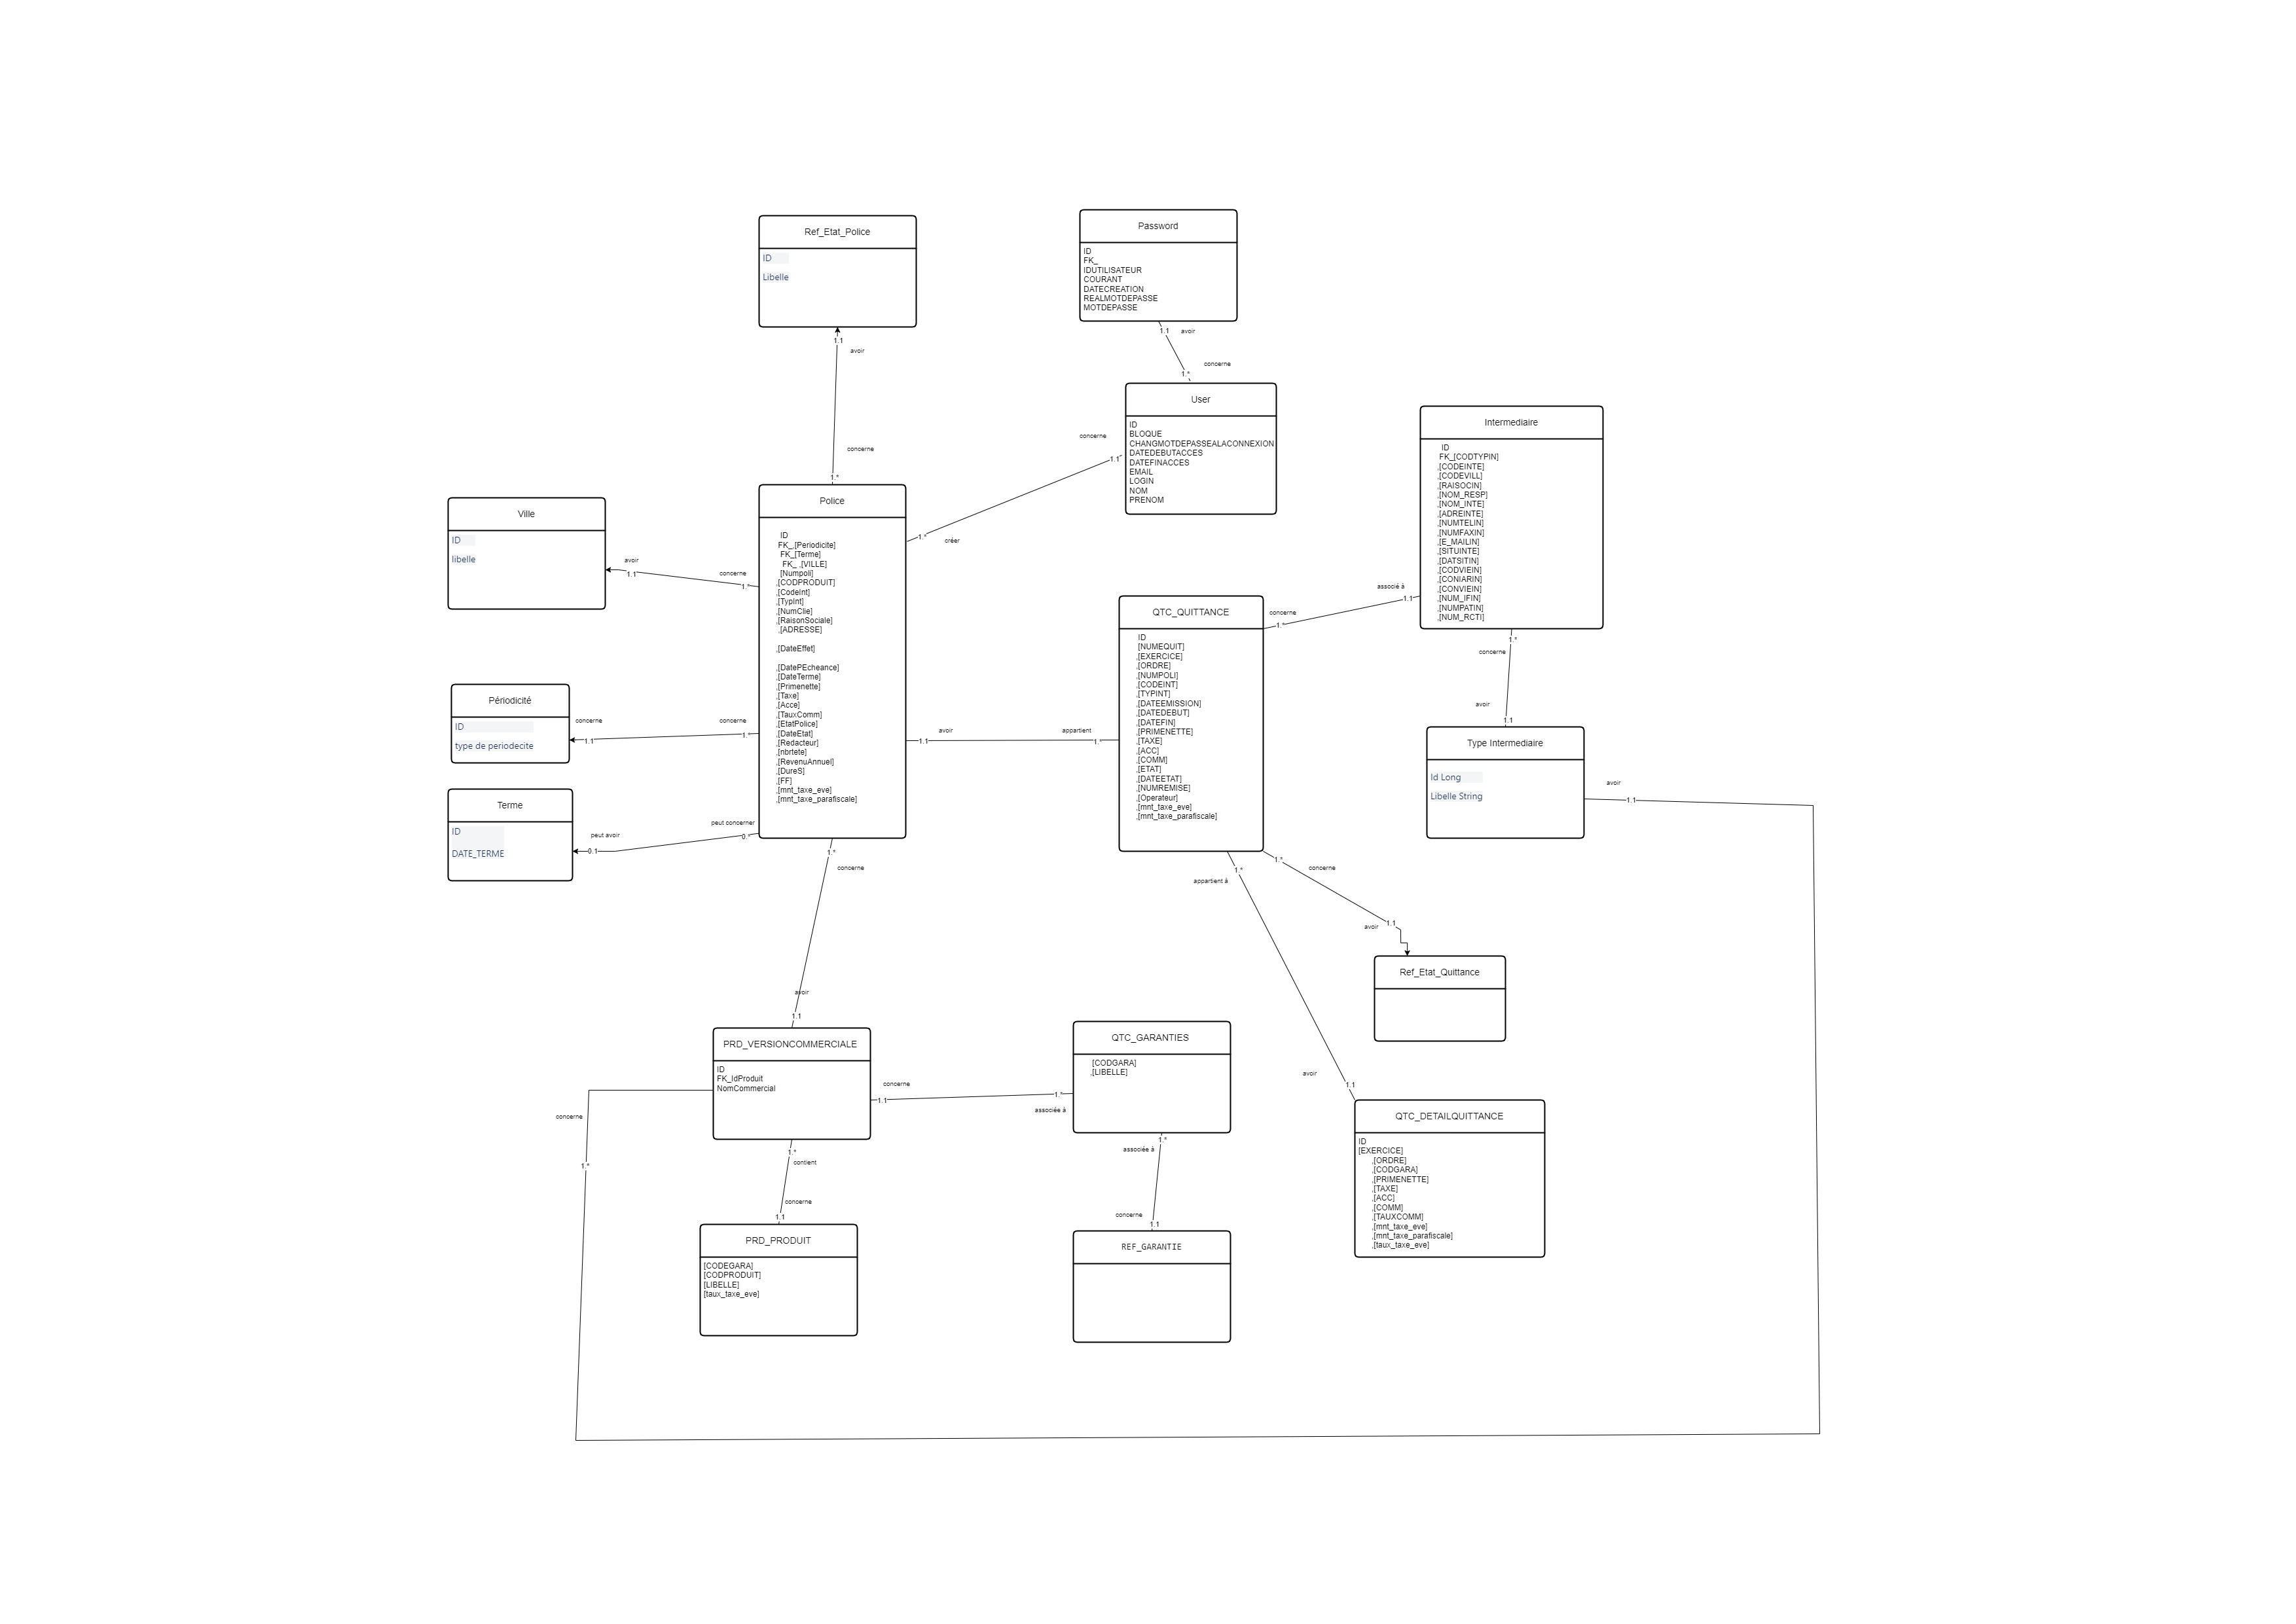 Ref_Etat_Police
ID
Libelle
1.1
avoir
concerne
1.*
Password
ID
FK_
IDUTILISATEUR
COURANT
DATECREATION
REALMOTDEPASSE
MOTDEPASSE
1.1
avoir
concerne
1.*
User
ID
BLOQUE
CHANGMOTDEPASSEALACONNEXION
DATEDEBUTACCES
DATEFINACCES
EMAIL
LOGIN
NOM
PRENOM
concerne
1.1
1.*
créer
Intermediaire
ID
FK_[CODTYPIN]
,[CODEINTE]
,[CODEVILL]
,[RAISOCIN]
,[NOM_RESP]
,[NOM_INTE]
,[ADREINTE]
,[NUMTELIN]
,[NUMFAXIN]
,[E_MAILIN]
,[SITUINTE]
,[DATSITIN]
,[CODVIEIN]
,[CONIARIN]
,[CONVIEIN]
,[NUM_IFIN]
,[NUMPATIN]
,[NUM_RCTI]
Ville
ID
libelle
avoir
1.1
concerne
1.
Police
ID
FK_,[Periodicite]
FK_[Terme]
FK_ ,[VILLE]
[Numpoli]
,[CODPRODUIT]
,[CodeInt]
,[TypInt]
,[NumClie]
,[RaisonSociale]
,[ADRESSE]
,[DateEffet]
,[DatePEcheance]
,[DateTerme]
,[Primenette]
,[Taxe]
,[Acce]
,[TauxComm]
,[EtatPolice]
,[DateEtat]
,[Redacteur]
,[nbrtete]
,[RevenuAnnuel]
,[DureS]
,[FF]
,[mnt_taxe_eve]
,[mnt_taxe_parafiscale]
QTC_QUITTANCE
ID
[NUMEQUIT]
,[EXERCICE]
,[ORDRE]
,[NUMPOLI]
,[CODEINT]
,[TYPINT]
,[DATEEMISSION]
,[DATEDEBUT]
,[DATEFIN]
,[PRIMENETTE]
,[TAXE]
,[ACC]
,[COMM]
,[ETAT]
,[DATEETAT]
,[NUMREMISE]
,[Operateur]
,[mnt_taxe_eve]
,[mnt_taxe_parafiscale]
concerne
1.*
associé à
1.1
1.*
concerne
avoir
1.1
Type Intermediaire
Id Long
Libelle String
avoir
1.1
Périodicité
ID
type de periodecite
concerne
1.1
concerne
1.
avoir
1.1
appartient
1.
Terme
ID
DATE_TERME
peut avoir
0.1
peut concerner
0.
1.*
concerne
avoir
1.1
1.*
appartient à
avoir
1.1
1.*
concerne
1.1
avoir
Ref_Etat_Quittance
PRD_VERSIONCOMMERCIALE
ID
FK_IdProduit
NomCommercial
concerne
1.1
1.*
associée à
QTC_GARANTIES
[CODGARA]
,[LIBELLE]
concerne
1.*
1.*
contient
concerne
1.1
1.*
associée à
concerne
1.1
QTC_DETAILQUITTANCE
ID
[EXERCICE]
,[ORDRE]
,[CODGARA]
,[PRIMENETTE]
,[TAXE]
,[ACC]
,[COMM]
,[TAUXCOMM]
,[mnt_taxe_eve]
,[mnt_taxe_parafiscale]
,[taux_taxe_eve]
PRD_PRODUIT
[CODEGARA]
[CODPRODUIT]
[LIBELLE]
[taux_taxe_eve]
REF_GARANTIE